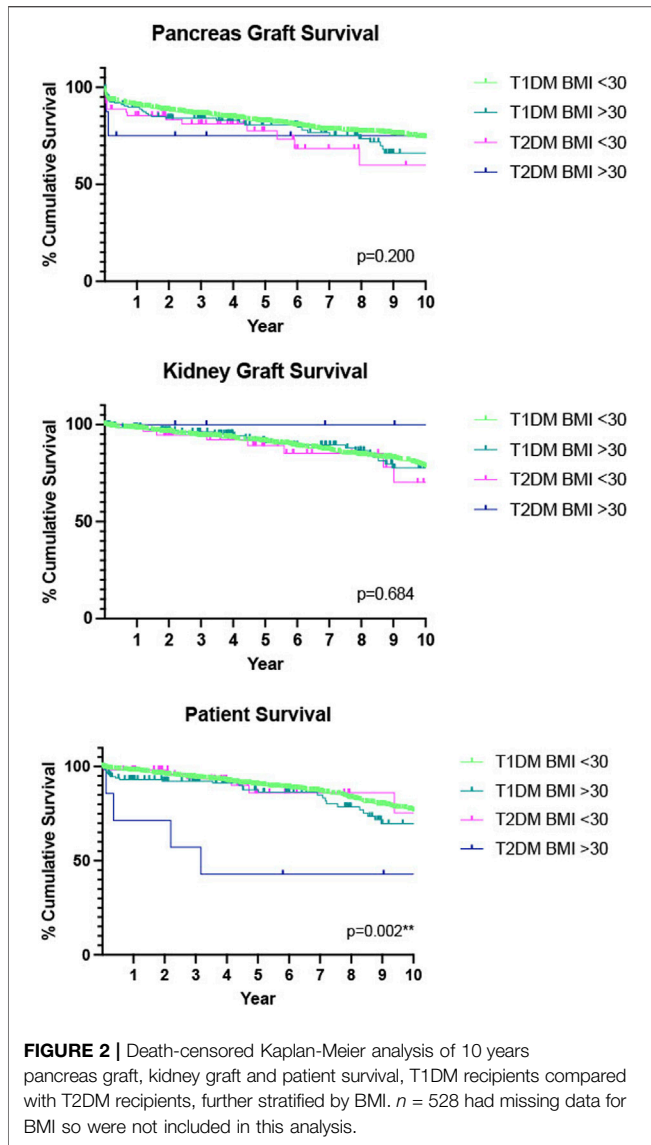 Pancreas Graft Survival
% Cumulative Survival
100
50
0
1 2 3 4 5 6 7 8 9 10
Year
p=0.200
T1DM BMI <30
T1DM BMI >30
T2DM BMI <30
T2DM BMI >30
Kidney Graft Survival
% Cumulative Survival
100
50
0
1 2 3 4 5 6 7 8 9 10
Year
p=0.684
T1DM BMI <30
T1DM BMI >30
T2DM BMI <30
T2DM BMI >30
Patient Survival
% Cumulative Survival
100
50
0
1 2 3 4 5 6 7 8 9 10
Year
p=0.002**
T1DM BMI <30
T1DM BMI >30
T2DM BMI <30
T2DM BMI >30
FIGURE 2 | Death-censored Kaplan-Meier analysis of 10 years
pancreas graft, kidney graft and patient survival, T1DM recipients compared
with T2DM recipients, further stratified by BMI. n = 528 had missing data for
BMI so were not included in this analysis.